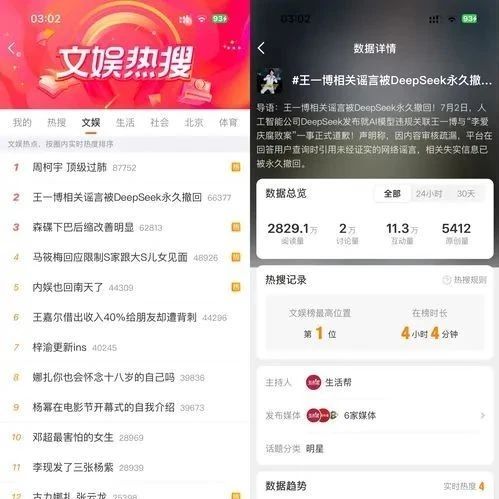 03:02
93
文娱热搜
我的 热搜 文娱 生活 社会 北京 体育
文娱热点，按圈内实时热度排序
1 周柯宇 顶级过肺 87752 热
2 王一博相关谣言被DeepSeek永久撤回 66377
3 森碟下巴后缩改善明显 62813 热
4 马筱梅回应限制S家跟大S儿女见面 48926 热
5 内娱也回南天了 44309 热
6 王嘉尔借出收入40%给朋友却遭背刺 44296
7 梓渝更新ins 40245
8 娜扎你也会怀念十八岁的自己吗 39836
9 杨幂在电影节开幕式的自我介绍 38683
10 邓超最害怕的女生 28969
11 李现发了三张杨紫 28939
12 古力娜扎 张云龙 25398
03:02
93
数据详情
#王一博相关谣言被DeepSeek永久撤...
导语：王一博相关谣言被DeepSeek永久撤回！7月2日，人
工智能公司DeepSeek发布就AI模型违规关联王一博与“李爱
庆腐败案”一事正式道歉！声明称，因内容审核疏漏，平台在
回答用户查询时引用未经证实的网络谣言，相关失实信息已
被永久撤回。
数据总览 全部 24小时 30天
2829.1万 2万 11.3万 5412
阅读量 讨论量 互动量 原创量
热搜记录 热搜规则
文娱榜最高位置 在榜时长
第1位 4小时4分钟
主持人 生活帮
发布媒体 6家媒体
话题分类 明星
数据趋势 实时热度 4